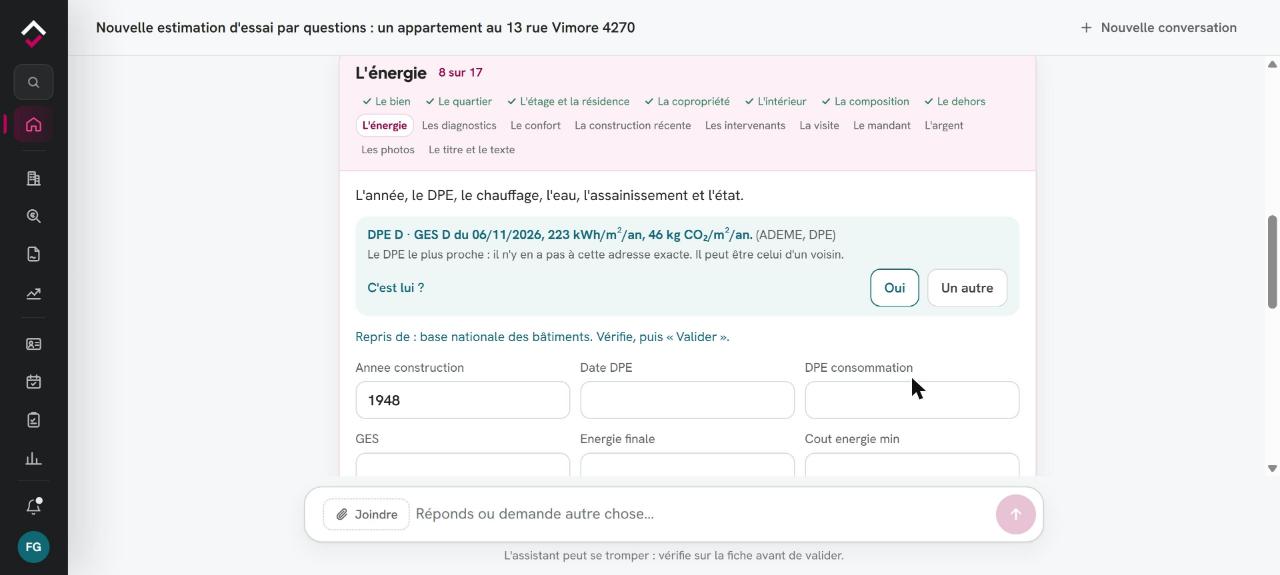 Nouvelle estimation d'essai par questions : un appartement au 13 rue Vimore 4270
+ Nouvelle conversation
L'énergie 8 sur 17
✓ Le bien ✓ Le quartier ✓ L'étage et la résidence ✓ La copropriété ✓ L'intérieur ✓ La composition ✓ Le dehors
L'énergie Les diagnostics Le confort La construction récente Les intervenants La visite Le mandant L'argent
Les photos Le titre et le texte
L'année, le DPE, le chauffage, l'eau, l'assainissement et l'état.
DPE D · GES D du 06/11/2026, 223 kWh/m²/an, 46 kg CO₂/m²/an. (ADEME, DPE)
Le DPE le plus proche : il n'y en a pas à cette adresse exacte. Il peut être celui d'un voisin.
C'est lui ? Oui Un autre
Repris de : base nationale des bâtiments. Vérifie, puis « Valider ».
Annee construction Date DPE DPE consommation
1948
GES Energie finale Cout energie min
Joindre Réponds ou demande autre chose...
L'assistant peut se tromper : vérifie sur la fiche avant de valider.
FG